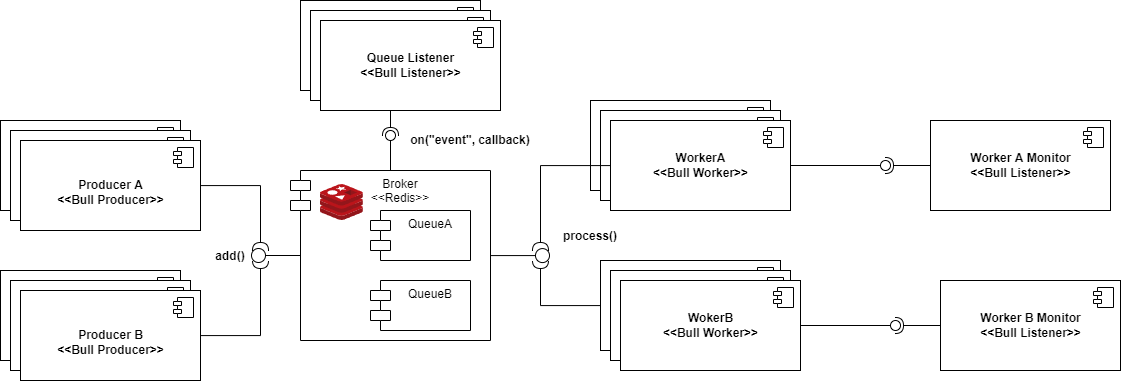 Queue Listener
<<Bull Listener>>
on("event", callback)
Producer A
<<Bull Producer>>
add()
Producer B
<<Bull Producer>>
Broker
<<Redis>>
QueueA
QueueB
process()
WorkerA
<<Bull Worker>>
Worker A Monitor
<<Bull Listener>>
WokerB
<<Bull Worker>>
Worker B Monitor
<<Bull Listener>>